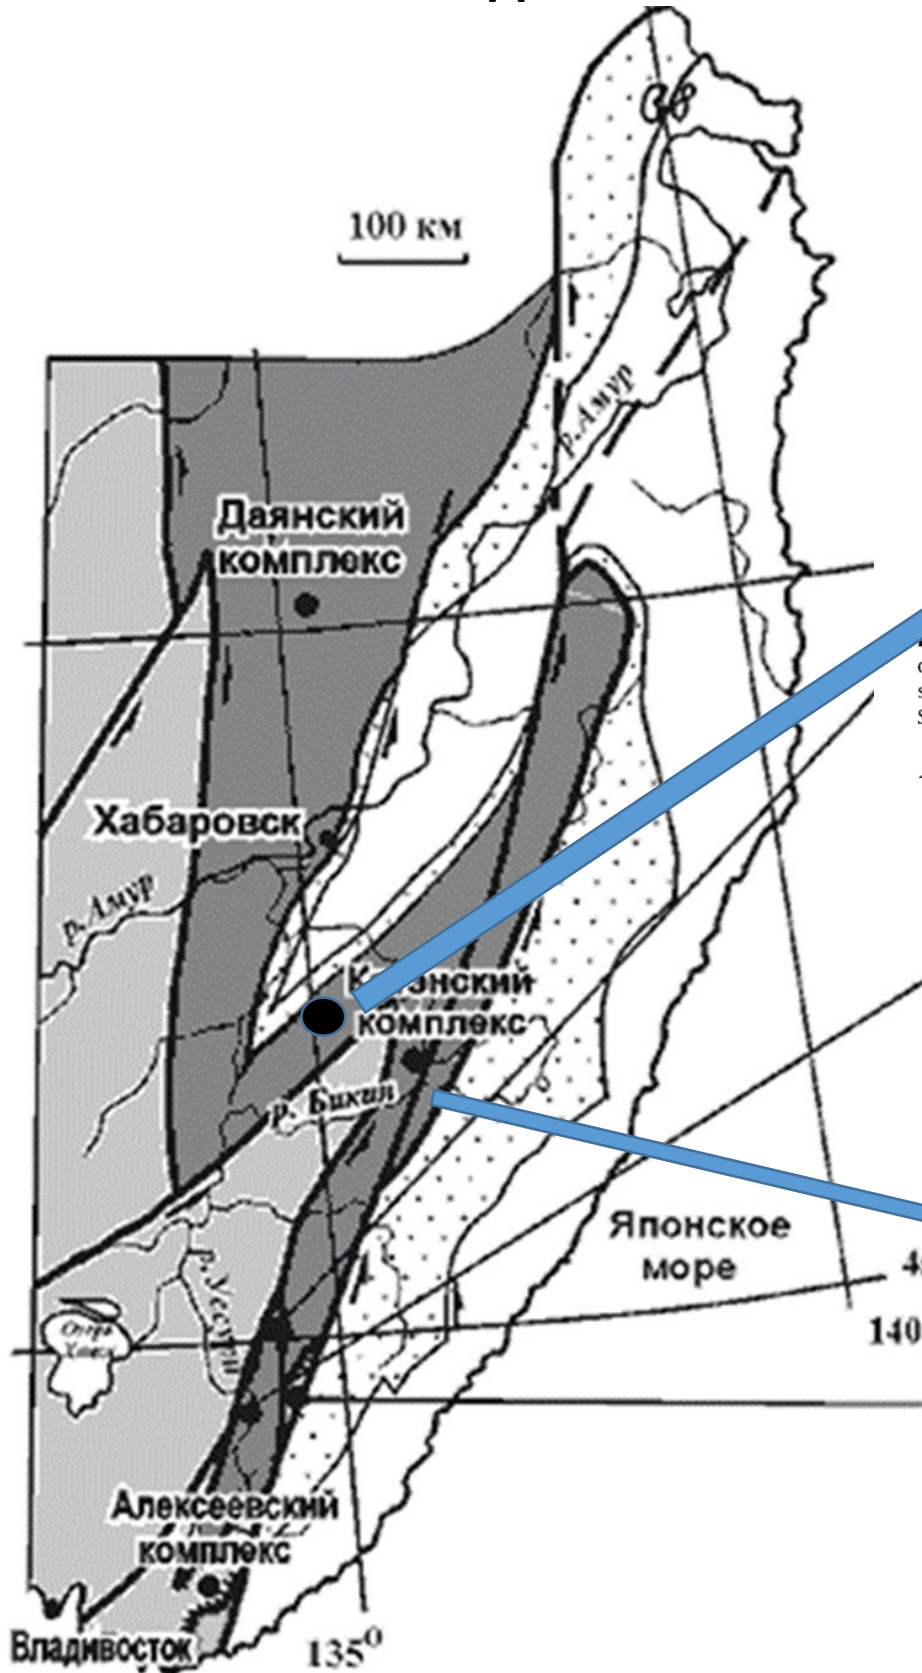 100 км
р.Амур
Даянский
комплекс
Хабаровск
р.Амур
комплекс
р. Бикин
Японское
море
140
р. Уссури
Алексеевский
комплекс
Владивосток
135⁰